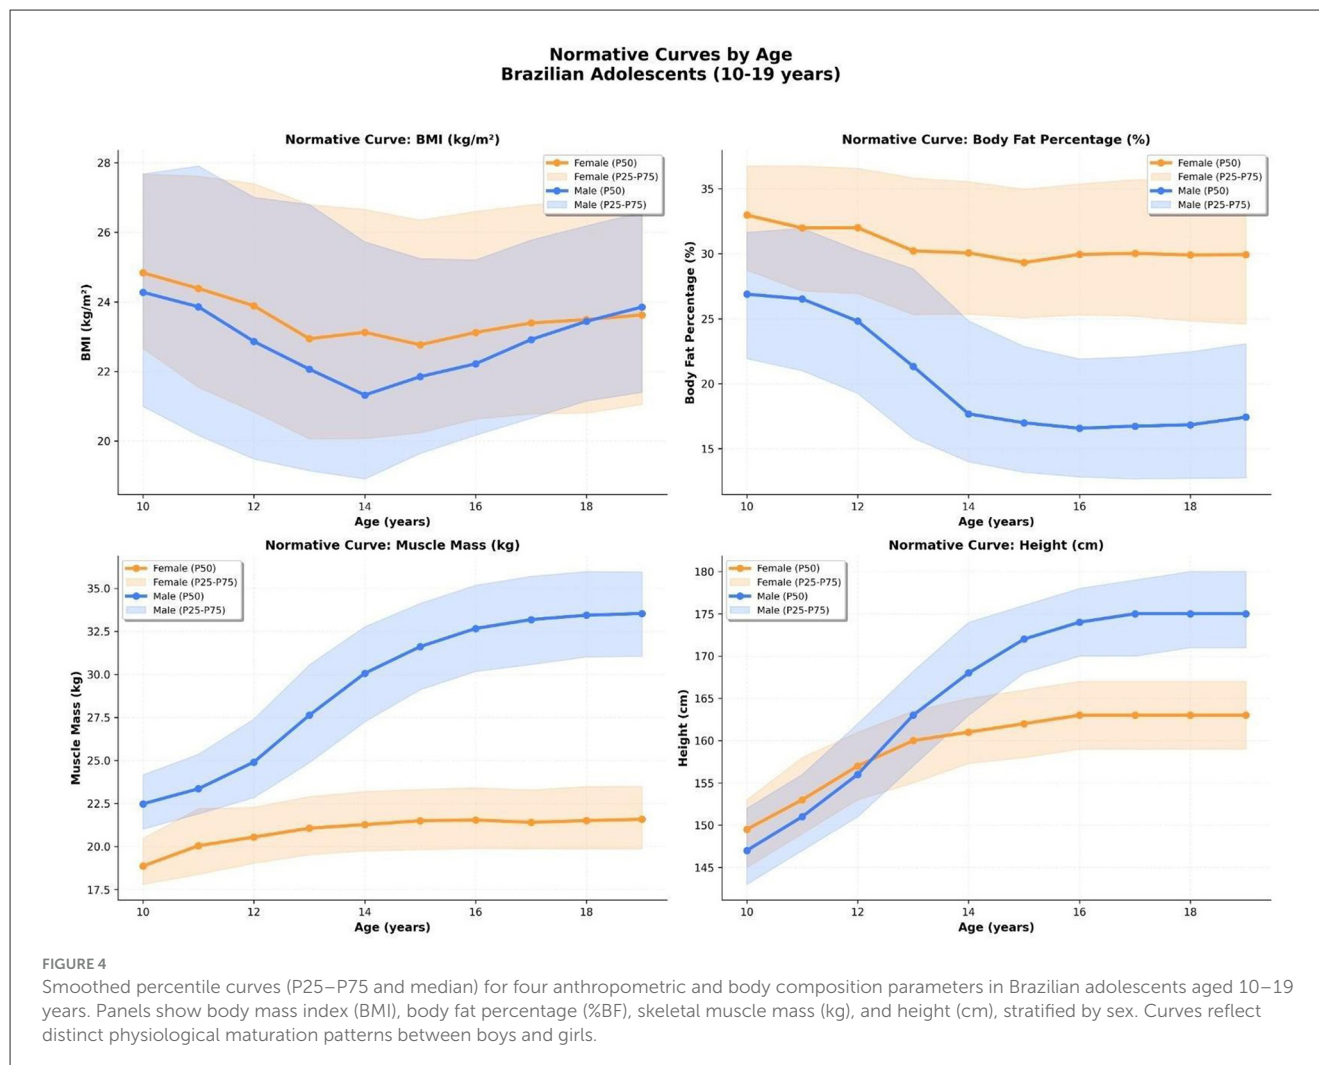 Normative Curves by Age
Brazilian Adolescents (10-19 years)
Normative Curve: BMI (kg/m²)
28
26
24
22
20
BMI (kg/m²)
Female (P50)
Female (P25-P75)
Male (P50)
Male (P25-P75)
10
12
14
16
18
Age (years)
Normative Curve: Body Fat Percentage (%)
35
30
25
20
15
Body Fat Percentage (%)
Female (P50)
Female (P25-P75)
Male (P50)
Male (P25-P75)
10
12
14
16
18
Age (years)
Normative Curve: Muscle Mass (kg)
35.0
32.5
30.0
27.5
25.0
22.5
20.0
17.5
Muscle Mass (kg)
Female (P50)
Female (P25-P75)
Male (P50)
Male (P25-P75)
10
12
14
16
18
Age (years)
Normative Curve: Height (cm)
180
175
170
165
160
155
150
145
Height (cm)
Female (P50)
Female (P25-P75)
Male (P50)
Male (P25-P75)
10
12
14
16
18
Age (years)
FIGURE 4
Smoothed percentile curves (P25–P75 and median) for four anthropometric and body composition parameters in Brazilian adolescents aged 10–19
years. Panels show body mass index (BMI), body fat percentage (%BF), skeletal muscle mass (kg), and height (cm), stratified by sex. Curves reflect
distinct physiological maturation patterns between boys and girls.